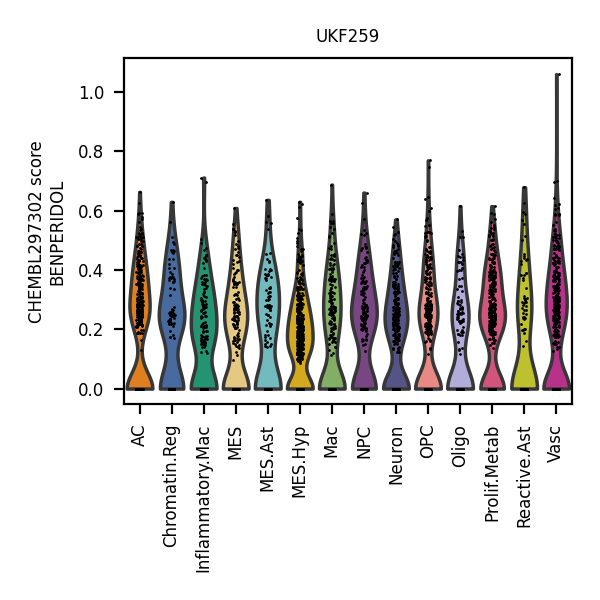 UKF259
CHEMBL297302 score
BENPERIDOL
1.0
0.8
0.6
0.4
0.2
0.0
AC
Chromatin.Reg
Inflammatory.Mac
MES
MES.Ast
MES.Hyp
Mac
NPC
Neuron
OPC
Oligo
Prolif.Metab
Reactive.Ast
Vasc